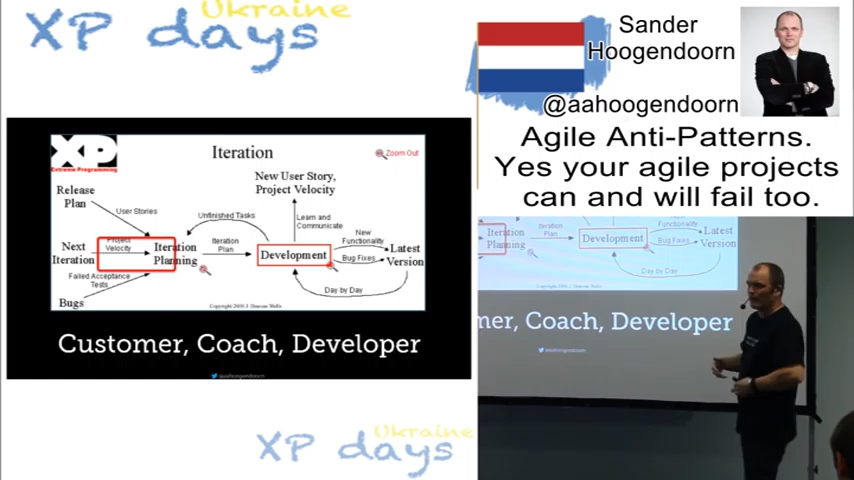 Ukraine
XP days
Sander
Hoogendoorn
@aahoogendoorn
Agile Anti-Patterns.
Yes your agile projects
can and will fail too.
XP
Extreme Programming
Iteration
Zoom Out
Release
Plan
User Stories
New User Story,
Project Velocity
Unfinished Tasks
Learn and
Communicate
Next
Iteration
Project
Velocity
Iteration
Planning
Iteration
Plan
Development
New
Functionality
Bug Fixes
Latest
Version
Failed Acceptance
Tests
Day by Day
Bugs
Customer, Coach, Developer
@aahoogendoorn
Iteration
Planning
Iteration
Plan
Development
Functionality
Bug Fixes
Latest
Version
Day by Day
mer, Coach, Developer
@aahoogendoorn
Ukraine
XP days